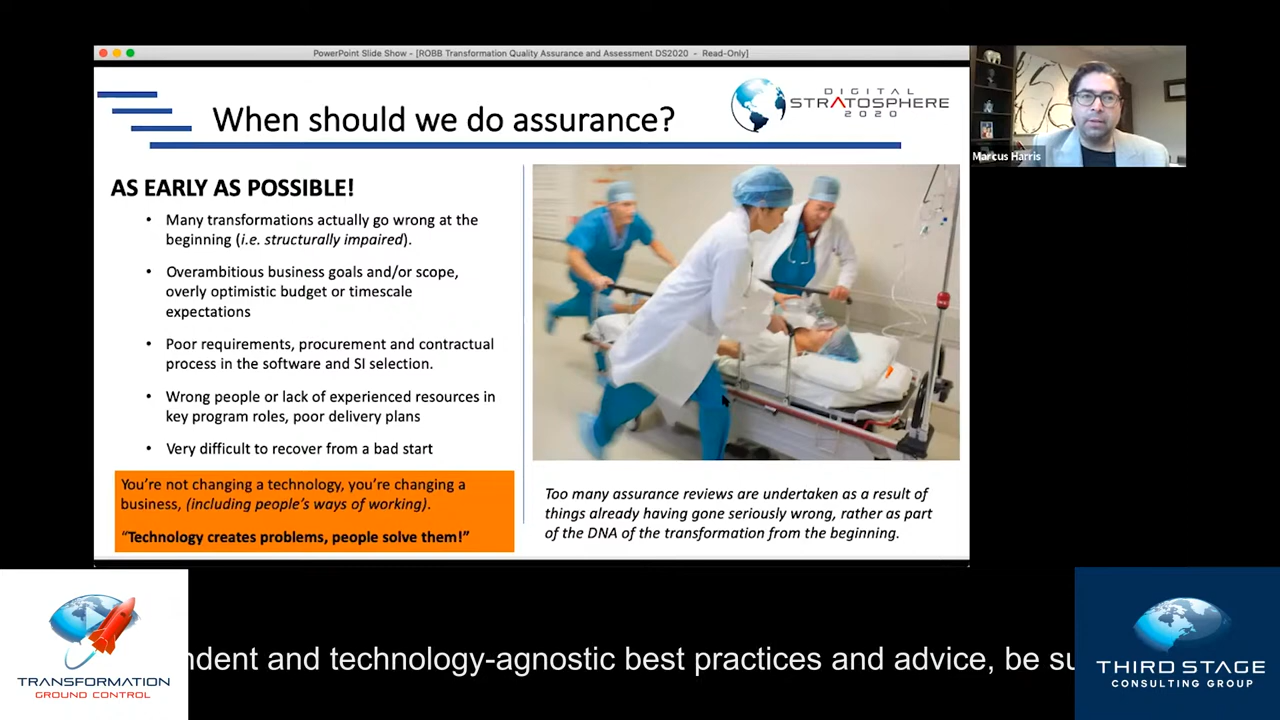 PowerPoint Slide Show - [ROBB Transformation Quality Assurance and Assessment DS2020 - Read-Only]
When should we do assurance?
DIGITAL
STRATOSPHERE
2020
Marcus Harris
AS EARLY AS POSSIBLE!
• Many transformations actually go wrong at the
beginning (i.e. structurally impaired).
• Overambitious business goals and/or scope,
overly optimistic budget or timescale
expectations
• Poor requirements, procurement and contractual
process in the software and SI selection.
• Wrong people or lack of experienced resources in
key program roles, poor delivery plans
• Very difficult to recover from a bad start
You’re not changing a technology, you’re changing a
business, (including people’s ways of working).
“Technology creates problems, people solve them!”
Too many assurance reviews are undertaken as a result of
things already having gone seriously wrong, rather as part
of the DNA of the transformation from the beginning.
TRANSFORMATION
GROUND CONTROL
ndent and technology-agnostic best practices and advice, be su
THIRD STAGE
CONSULTING GROUP